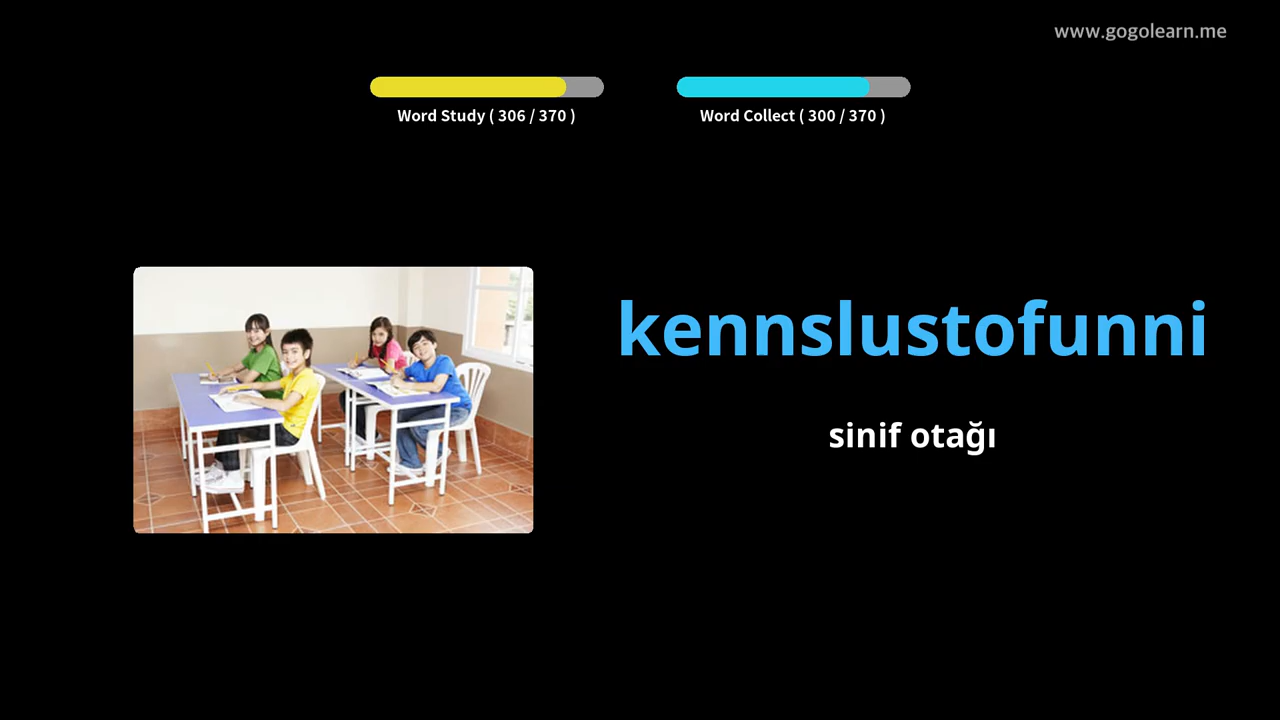 www.gogolearn.me
Word Study ( 306 / 370 )
Word Collect ( 300 / 370 )
kennslustofunni
sinif otağı